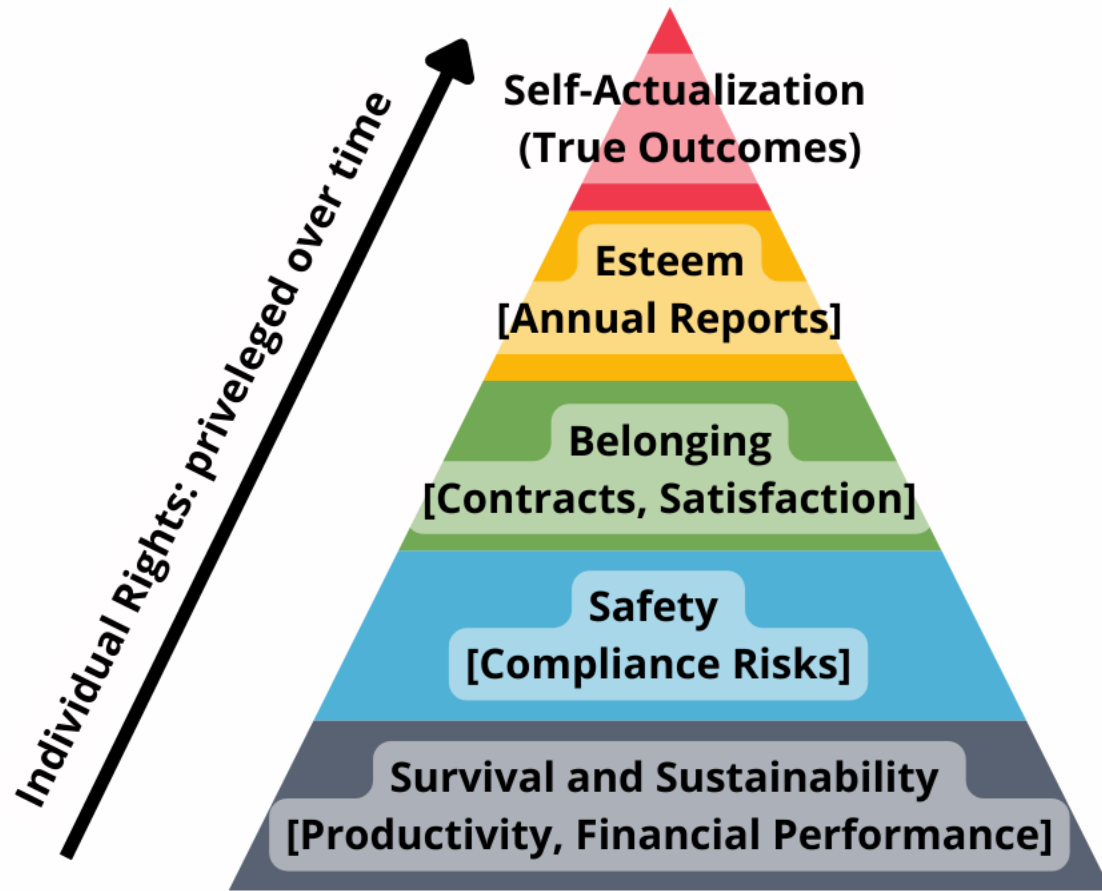 Individual Rights: priveleged over time
Self-Actualization
(True Outcomes)
Esteem
[Annual Reports]
Belonging
[Contracts, Satisfaction]
Safety
[Compliance Risks]
Survival and Sustainability
[Productivity, Financial Performance]